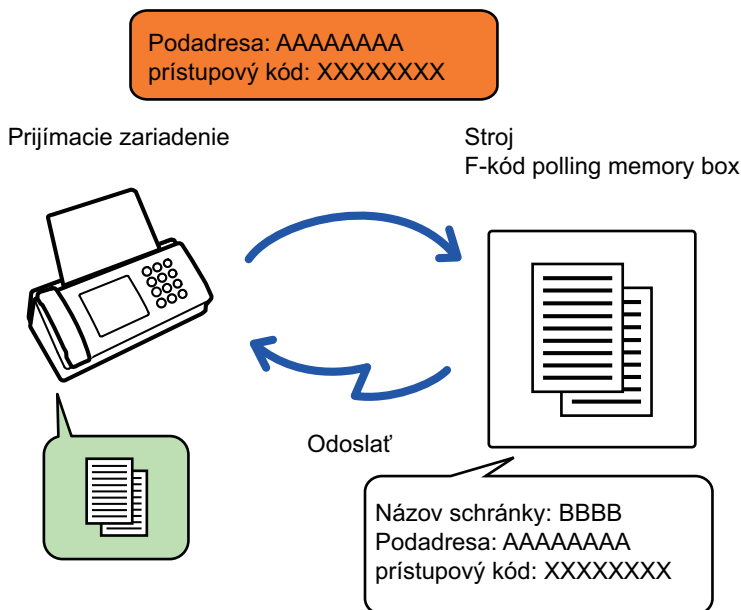 Podadresa: AAAAAAAA
prístupový kód: XXXXXXXX
Prijímacie zariadenie
Stroj
F-kód polling memory box
Odoslať
Názov schránky: BBBB
Podadresa: AAAAAAAA
prístupový kód: XXXXXXXX